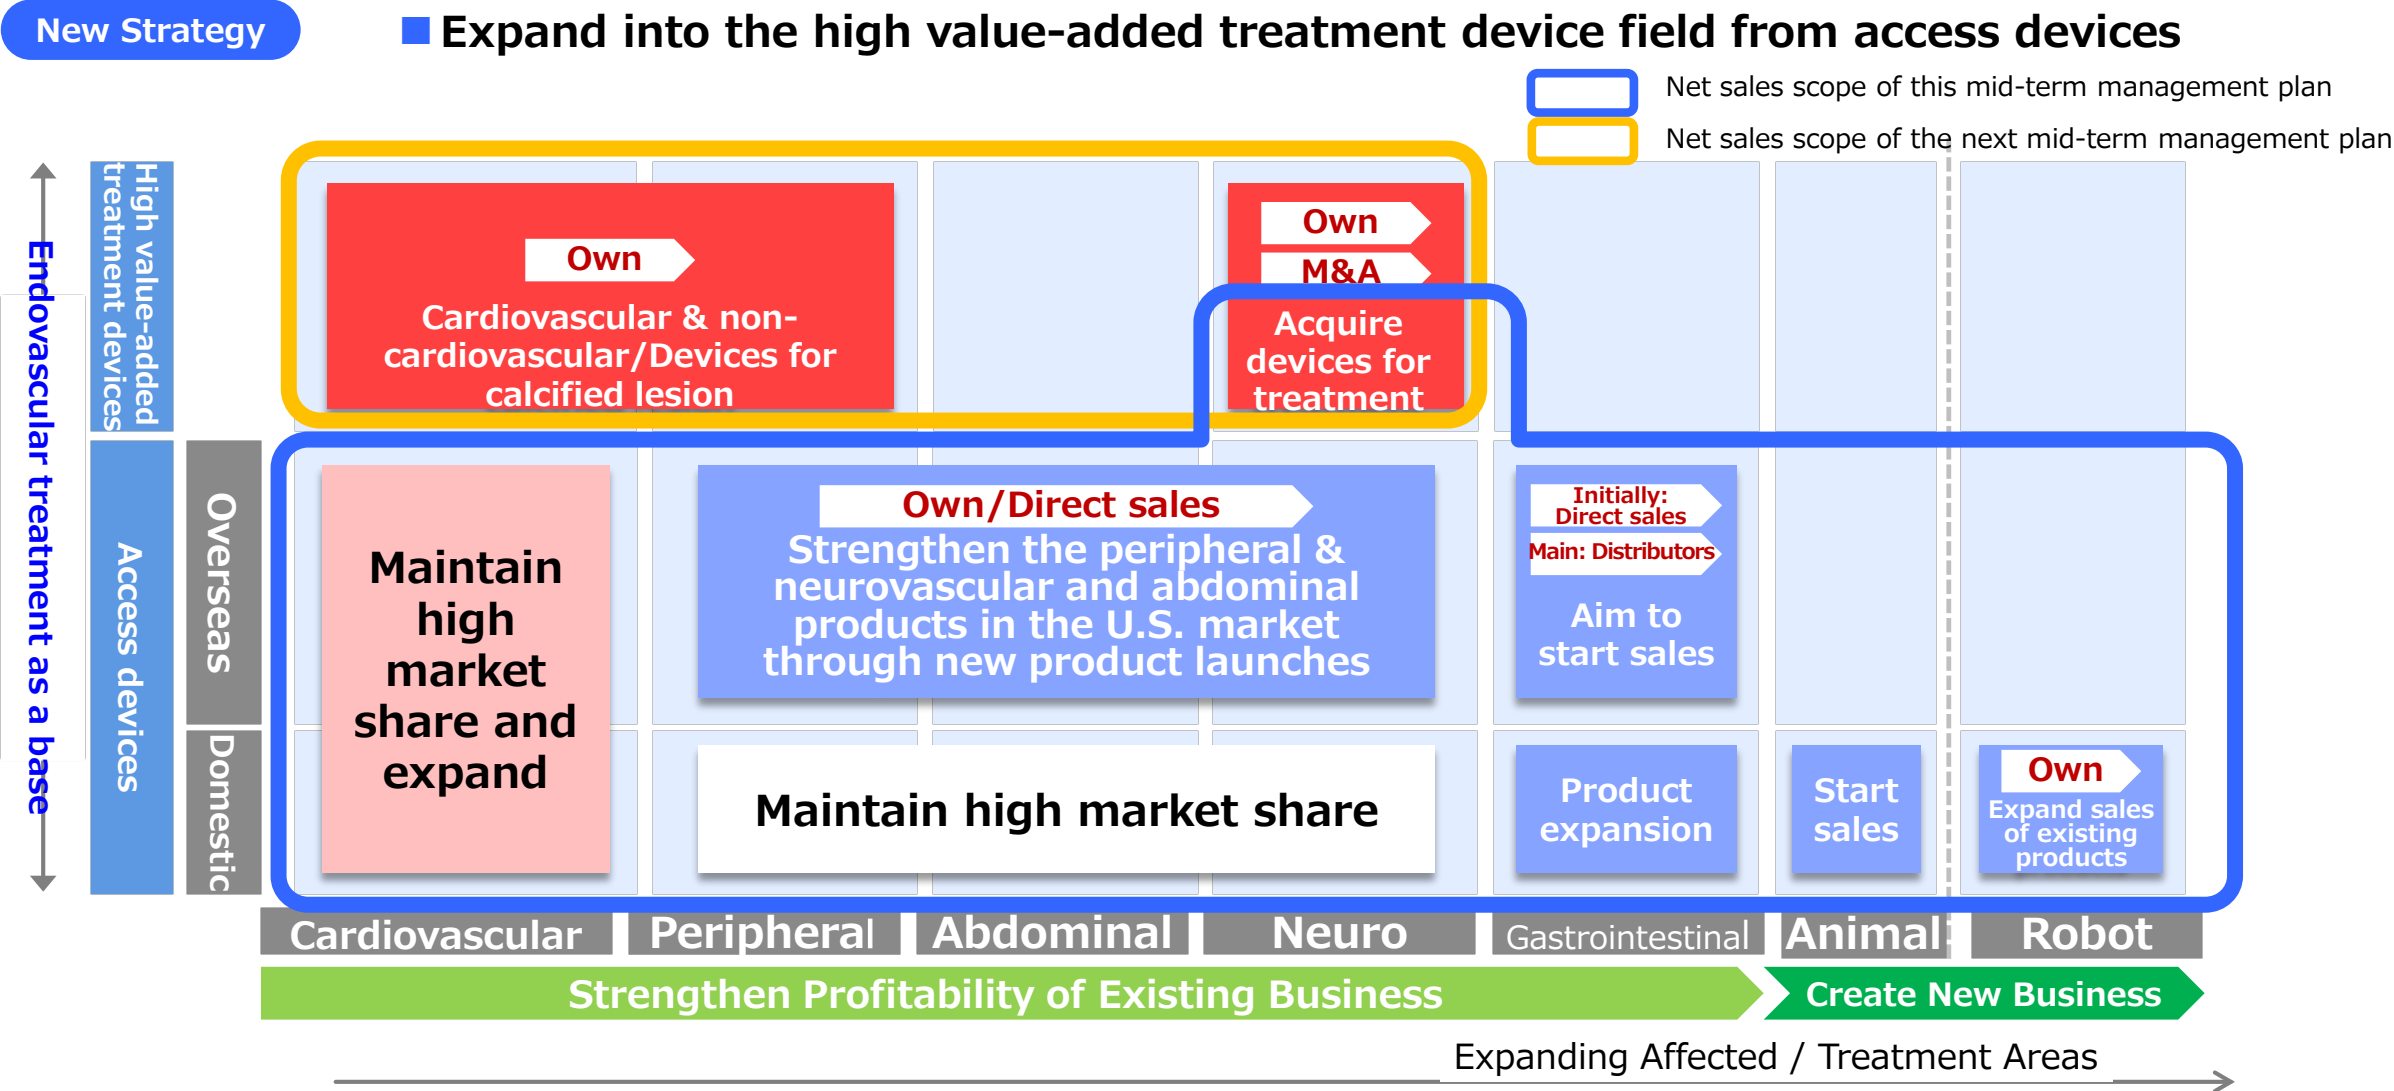 New Strategy
Expand into the high value-added treatment device field from access devices
Net sales scope of this mid-term management plan
Net sales scope of the next mid-term management plan
Endovascular treatment as a base
High value-added
treatment devices
Own
Cardiovascular & non-
cardiovascular/Devices for
calcified lesion
Own
M&A
Acquire
devices for
treatment
Access devices
Overseas
Domestic
Maintain
high
market
share and
expand
Own/Direct sales
Strengthen the peripheral &
neurovascular and abdominal
products in the U.S. market
through new product launches
Initially:
Direct sales
Main: Distributors
Aim to
start sales
Maintain high market share
Product
expansion
Start
sales
Own
Expand sales
of existing
products
Cardiovascular
Peripheral
Abdominal
Neuro
Gastrointestinal
Animal
Robot
Strengthen Profitability of Existing Business
Create New Business
Expanding Affected / Treatment Areas